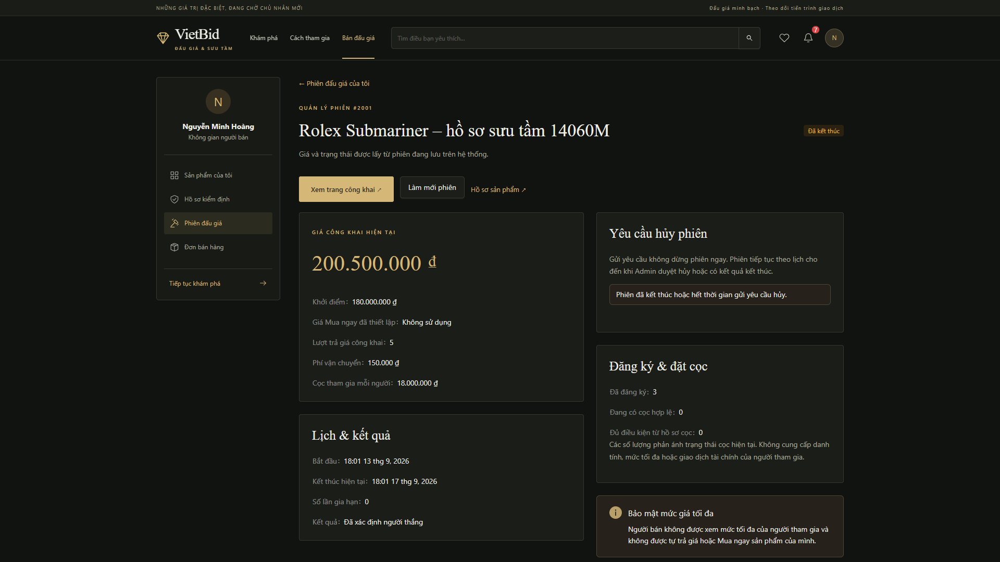 NHỮNG GIÁ TRỊ ĐẶC BIỆT, ĐANG CHỜ CHỦ NHÂN MỚI
Đấu giá minh bạch · Theo dõi tiến trình giao dịch
VietBid
ĐẤU GIÁ & SƯU TẦM
Khám phá
Cách tham gia
Bán đấu giá
Tìm điều bạn yêu thích...
7
N
N
Nguyễn Minh Hoàng
Không gian người bán
Sản phẩm của tôi
Hồ sơ kiểm định
Phiên đấu giá
Đơn bán hàng
Tiếp tục khám phá →
← Phiên đấu giá của tôi
QUẢN LÝ PHIÊN #2001
Rolex Submariner – hồ sơ sưu tầm 14060M
Đã kết thúc
Giá và trạng thái được lấy từ phiên đang lưu trên hệ thống.
Xem trang công khai ↗
Làm mới phiên
Hồ sơ sản phẩm ↗
GIÁ CÔNG KHAI HIỆN TẠI
200.500.000 ₫
Khởi điểm: 180.000.000 ₫
Giá Mua ngay đã thiết lập: Không sử dụng
Lượt trả giá công khai: 5
Phí vận chuyển: 150.000 ₫
Cọc tham gia mỗi người: 18.000.000 ₫
Lịch & kết quả
Bắt đầu: 18:01 13 thg 9, 2026
Kết thúc hiện tại: 18:01 17 thg 9, 2026
Số lần gia hạn: 0
Kết quả: Đã xác định người thắng
Yêu cầu hủy phiên
Gửi yêu cầu không dừng phiên ngay. Phiên tiếp tục theo lịch cho
đến khi Admin duyệt hủy hoặc có kết quả kết thúc.
Phiên đã kết thúc hoặc hết thời gian gửi yêu cầu hủy.
Đăng ký & đặt cọc
Đã đăng ký: 3
Đang có cọc hợp lệ: 0
Đủ điều kiện từ hồ sơ cọc: 0
Các số lượng phản ánh trạng thái cọc hiện tại. Không cung cấp danh
tính, mức tối đa hoặc giao dịch tài chính của người tham gia.
Bảo mật mức giá tối đa
Người bán không được xem mức tối đa của người tham gia và
không được tự trả giá hoặc Mua ngay sản phẩm của mình.